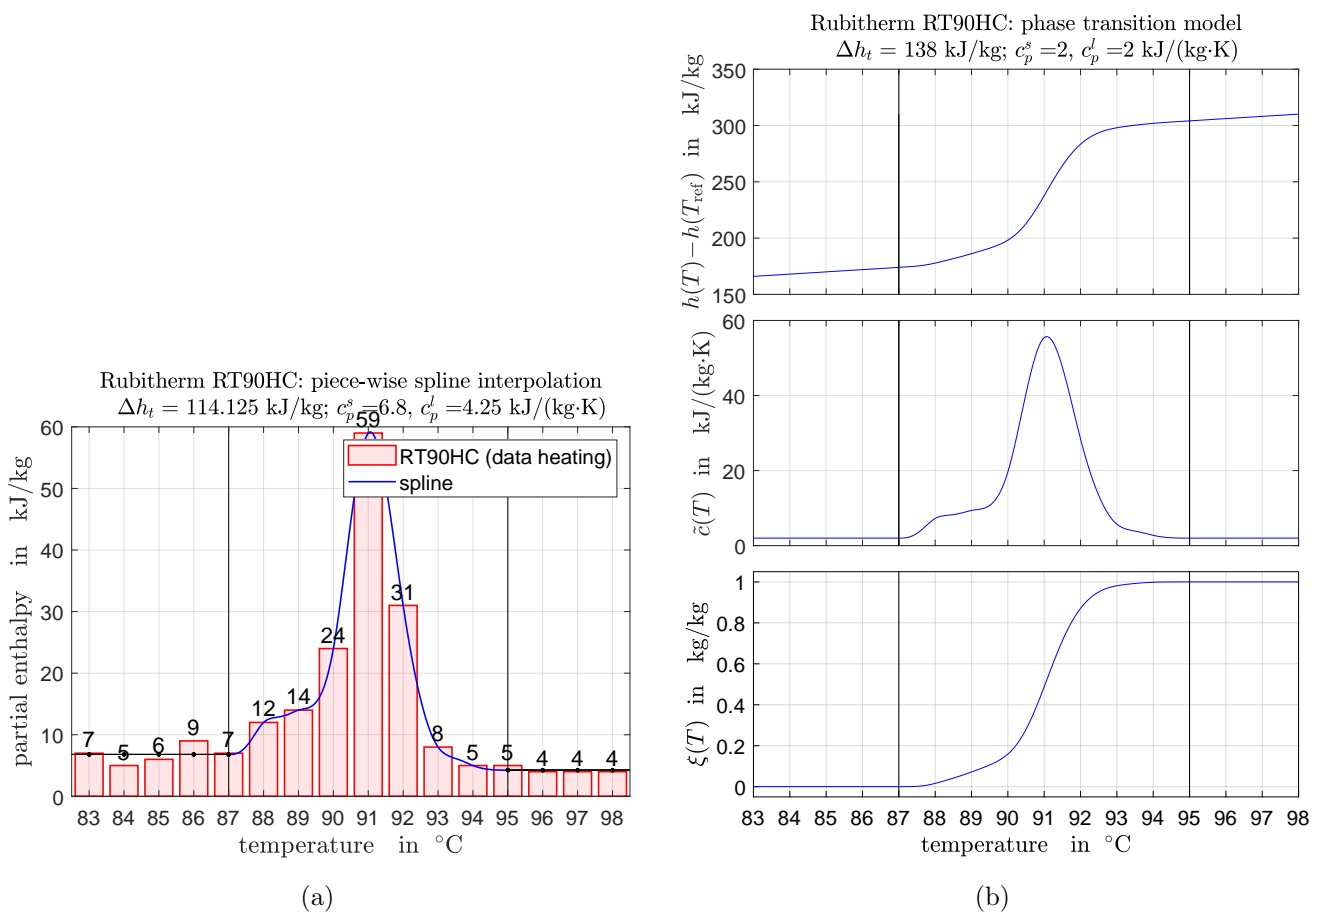 Rubitherm RT90HC: piece-wise spline interpolation
Δhₜ = 114.125 kJ/kg; cₚˢ =6.8, cₚˡ =4.25 kJ/(kg·K)
60
50
40
30
20
10
0
partial enthalpy in kJ/kg
7 5 6 9 7 12 14 24 59 31 8 5 5 4 4 4
RT90HC (data heating)
spline
83 84 85 86 87 88 89 90 91 92 93 94 95 96 97 98
temperature in °C
(a)
Rubitherm RT90HC: phase transition model
Δhₜ = 138 kJ/kg; cₚˢ =2, cₚˡ =2 kJ/(kg·K)
350
300
250
200
150
h(T)−h(T_ref) in kJ/kg
60
40
20
0
c̃(T) in kJ/(kg·K)
1
0.8
0.6
0.4
0.2
0
ξ(T) in kg/kg
83 84 85 86 87 88 89 90 91 92 93 94 95 96 97 98
temperature in °C
(b)